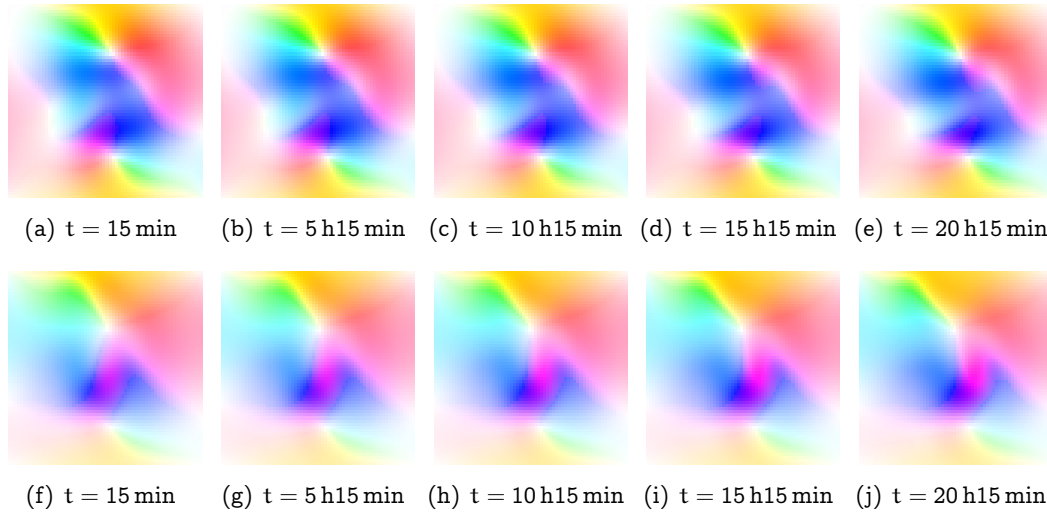 (a) t = 15 min (b) t = 5 h15 min (c) t = 10 h15 min (d) t = 15 h15 min (e) t = 20 h15 min
(f) t = 15 min (g) t = 5 h15 min (h) t = 10 h15 min (i) t = 15 h15 min (j) t = 20 h15 min